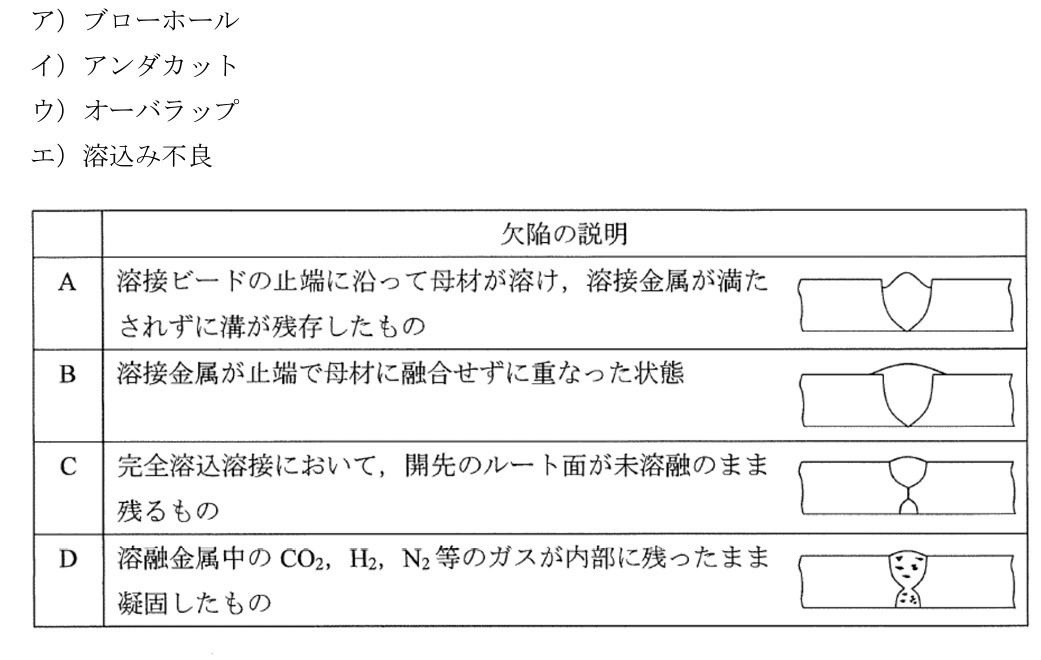 ア）ブローホール
イ）アンダカット
ウ）オーバラップ
エ）溶込み不良
欠陥の説明
A
溶接ビードの止端に沿って母材が溶け，溶接金属が満た
されずに溝が残存したもの
B
溶接金属が止端で母材に融合せずに重なった状態
C
完全溶込溶接において，開先のルート面が未溶融のまま
残るもの
D
溶融金属中の CO₂，H₂，N₂ 等のガスが内部に残ったまま
凝固したもの